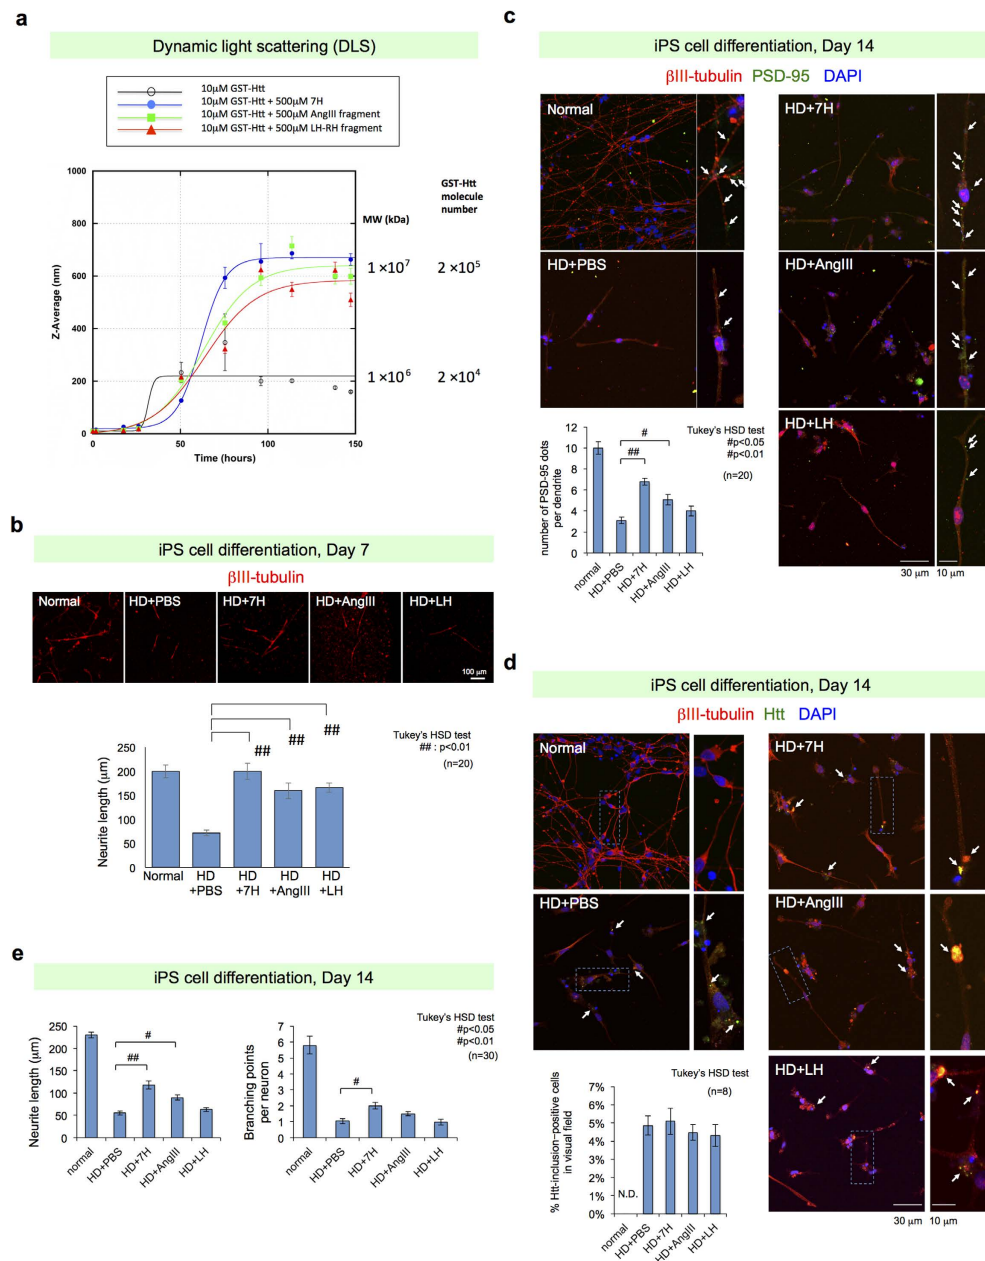 a
Dynamic light scattering (DLS)
10μM GST-Htt
10μM GST-Htt + 500μM 7H
10μM GST-Htt + 500μM AngIII fragment
10μM GST-Htt + 500μM LH-RH fragment
1000
800
600
400
200
0
Z-Average (nm)
0
50
100
150
Time (hours)
MW (kDa)
GST-Htt
molecule
number
1×10⁷
2×10⁵
1×10⁶
2×10⁴
b
iPS cell differentiation, Day 7
βIII-tubulin
Normal
HD+PBS
HD+7H
HD+AngIII
HD+LH
100 μm
##
##
##
Tukey's HSD test
## : p<0.01
(n=20)
Neurite length (μm)
250
200
150
100
50
0
Normal
HD
+PBS
HD
+7H
HD
+AngIII
HD
+LH
c
iPS cell differentiation, Day 14
βIII-tubulin PSD-95 DAPI
Normal
HD+7H
HD+PBS
HD+AngIII
HD+LH
30 μm
10 μm
number of PSD-95 dots
per dendrite
12
10
8
6
4
2
0
#
##
Tukey's HSD test
#p<0.05
#p<0.01
(n=20)
normal
HD+PBS
HD+7H
HD+AngIII
HD+LH
d
iPS cell differentiation, Day 14
βIII-tubulin Htt DAPI
Normal
HD+7H
HD+PBS
HD+AngIII
HD+LH
30 μm
10 μm
Tukey's HSD test
(n=8)
% Htt-inclusion-positive cells
in visual field
7%
6%
5%
4%
3%
2%
1%
0%
N.D.
normal
HD+PBS
HD+7H
HD+AngIII
HD+LH
e
iPS cell differentiation, Day 14
Neurite length (μm)
250
200
150
100
50
0
#
##
normal
HD+PBS
HD+7H
HD+AngIII
HD+LH
Branching points
per neuron
7
6
5
4
3
2
1
0
#
Tukey's HSD test
#p<0.05
#p<0.01
(n=30)
normal
HD+PBS
HD+7H
HD+AngIII
HD+LH